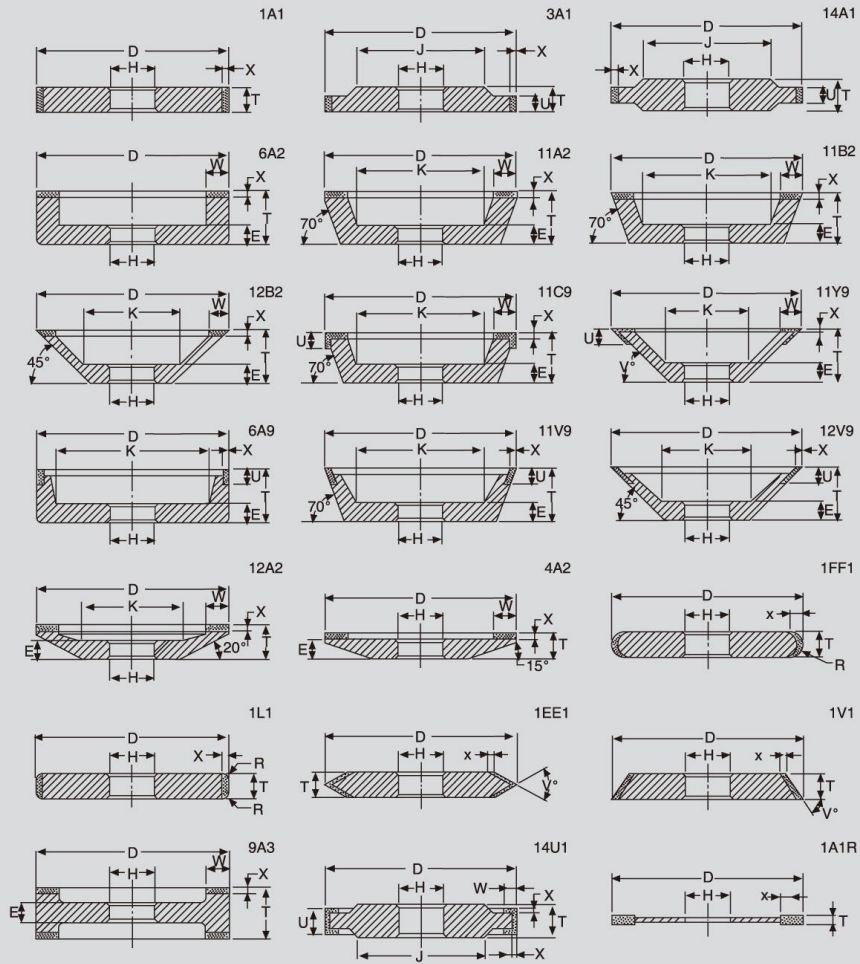 1A1
D
H
X
T
3A1
D
J
H
X
U
T
14A1
D
J
H
X
U
T
6A2
D
W
X
T
E
H
11A2
D
W
K
X
T
E
70°
H
11B2
D
W
K
X
T
E
70°
H
12B2
D
W
K
X
T
E
45°
H
11C9
D
W
K
X
U
T
E
70°
H
11Y9
D
W
K
X
U
T
E
V°
H
6A9
D
K
X
U
T
E
H
11V9
D
K
X
U
T
E
70°
H
12V9
D
K
X
U
T
E
45°
H
12A2
D
W
K
X
T
E
20°
H
4A2
D
H
W
X
T
E
15°
1FF1
D
H
x
T
R
1L1
D
H
X
R
T
R
1EE1
D
H
x
T
V°
1V1
D
H
x
T
V°
9A3
D
H
W
X
E
T
14U1
D
H
W
U
T
J
X
1A1R
D
H
x
T